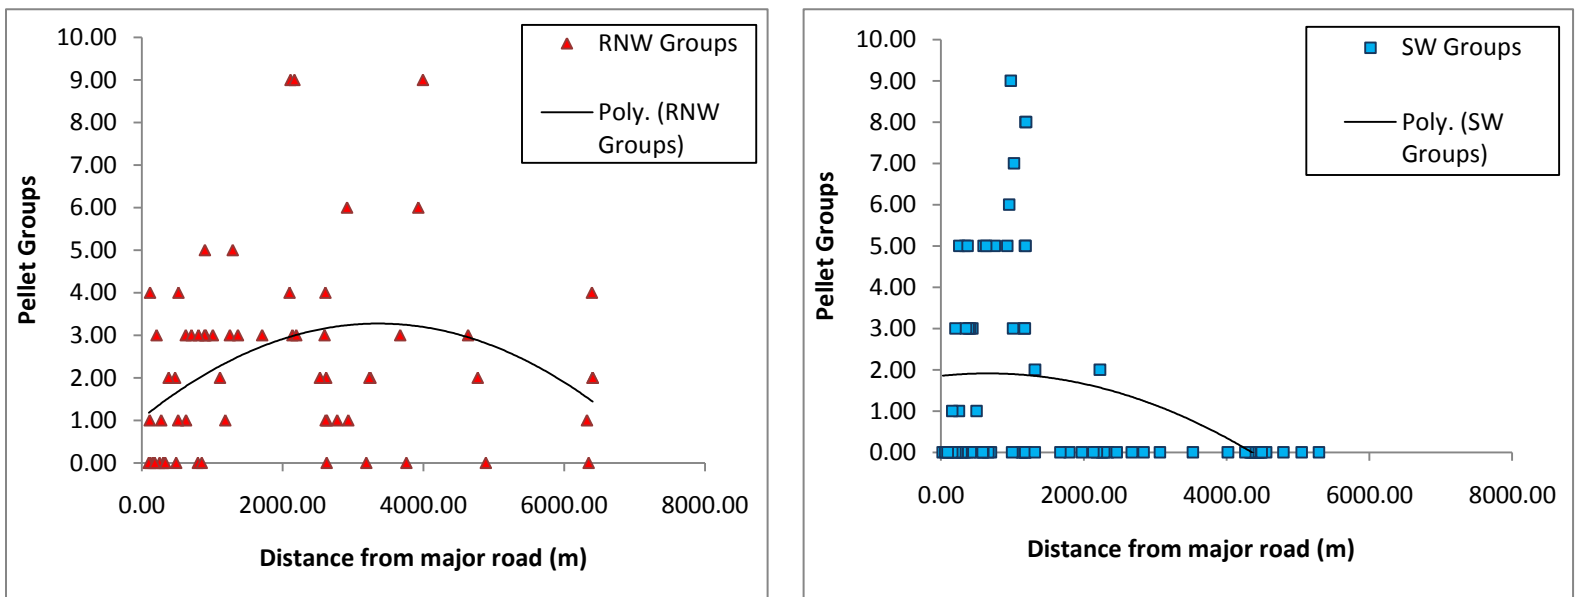 10.00
9.00
8.00
7.00
6.00
5.00
4.00
3.00
2.00
1.00
0.00
Pellet Groups
0.00 2000.00 4000.00 6000.00 8000.00
Distance from major road (m)
RNW Groups
Poly. (RNW
Groups)
10.00
9.00
8.00
7.00
6.00
5.00
4.00
3.00
2.00
1.00
0.00
Pellet Groups
0.00 2000.00 4000.00 6000.00 8000.00
Distance from major road (m)
SW Groups
Poly. (SW
Groups)